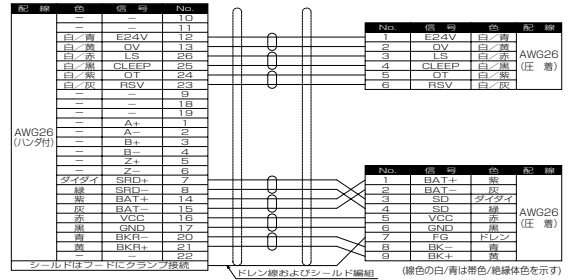 配 線 色 信 号 No.
－ － 10
－ － 11
白／青 E24V 12
白／黄 0V 13
白／赤 LS 26
白／黒 CLEEP 25
白／紫 OT 24
白／灰 RSV 23
－ － 9
－ － 18
－ － 19
－ A+ 1
－ A− 2
－ B+ 3
－ B− 4
－ Z+ 5
－ Z− 6
ダイダイ SRD+ 7
緑 SRD− 8
紫 BAT+ 14
灰 BAT− 15
赤 VCC 16
黒 GND 17
青 BKR− 20
黄 BKR+ 21
－ － 22
AWG26
(ハンダ付)
シールドはフードにクランプ接続
No. 信 号 色 配 線
1 E24V 白／青
2 0V 白／黄
3 LS 白／赤
4 CLEEP 白／黒
5 OT 白／紫
6 RSV 白／灰
AWG26
(圧 着)
No. 信 号 色 配 線
1 BAT+ 紫
2 BAT− 灰
3 SD ダイダイ
4 SD 緑
5 VCC 赤
6 GND 黒
7 FG ドレン
8 BK− 青
9 BK+ 黄
AWG26
(圧 着)
ドレン線およびシールド編組
(線色の白/青は帯色/絶縁体色を示す)